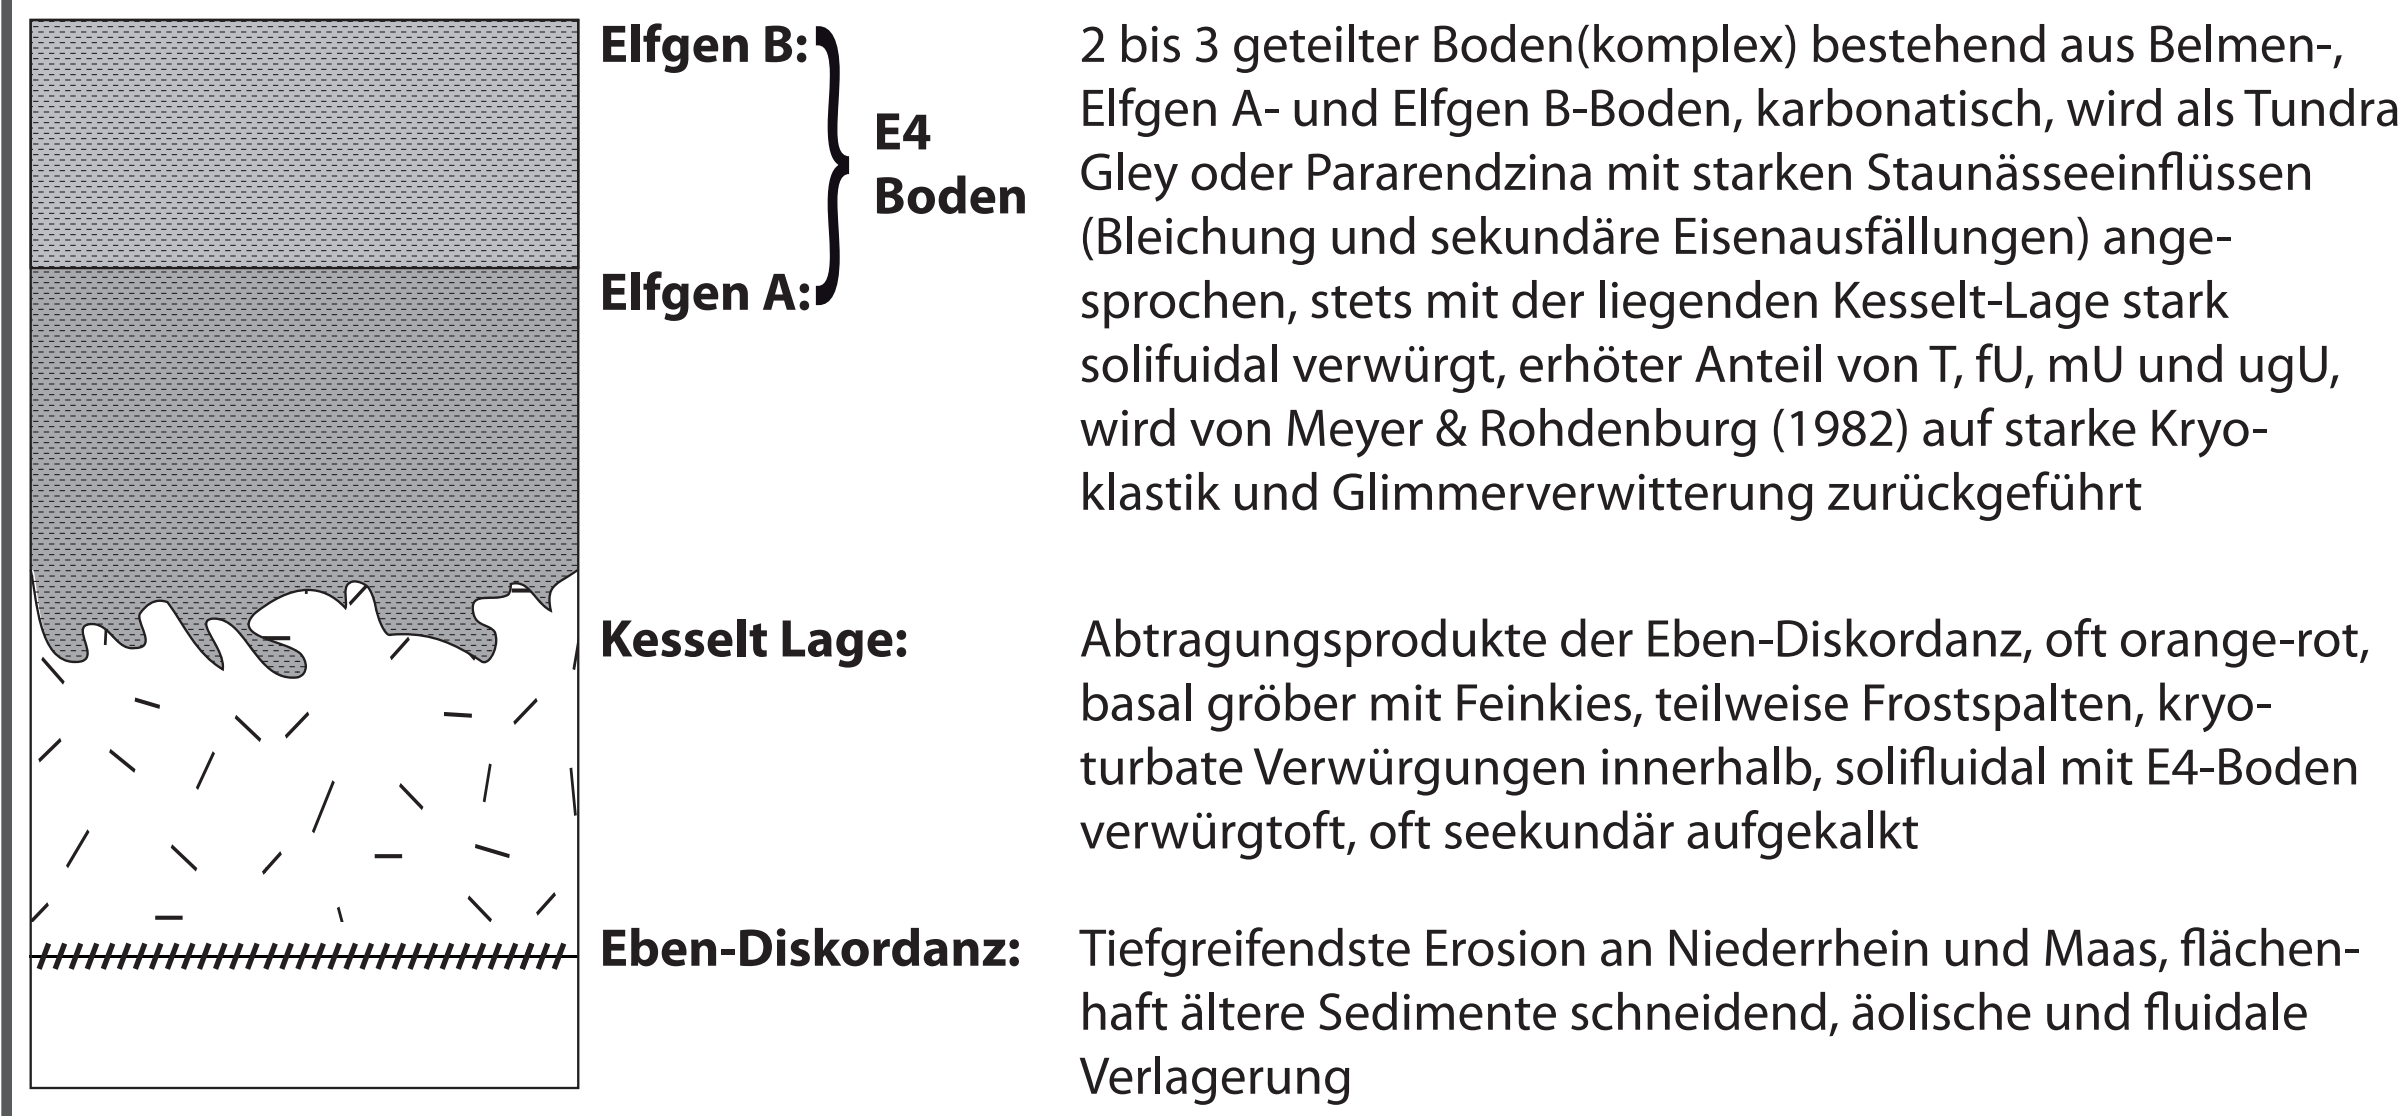 Elfgen B:
E4
Boden
Elfgen A:
2 bis 3 geteilter Boden(komplex) bestehend aus Belmen-,
Elfgen A- und Elfgen B-Boden, karbonatisch, wird als Tundra
Gley oder Pararendzina mit starken Staunässeeinflüssen
(Bleichung und sekundäre Eisenausfällungen) ange-
sprochen, stets mit der liegenden Kesselt-Lage stark
solifuidal verwürgt, erhöter Anteil von T, fU, mU und ugU,
wird von Meyer & Rohdenburg (1982) auf starke Kryo-
klastik und Glimmerverwitterung zurückgeführt
Kesselt Lage:
Abtragungsprodukte der Eben-Diskordanz, oft orange-rot,
basal gröber mit Feinkies, teilweise Frostspalten, kryo-
turbate Verwürgungen innerhalb, solifluidal mit E4-Boden
verwürgtoft, oft seekundär aufgekalkt
Eben-Diskordanz:
Tiefgreifendste Erosion an Niederrhein und Maas, flächen-
haft ältere Sedimente schneidend, äolische und fluidale
Verlagerung